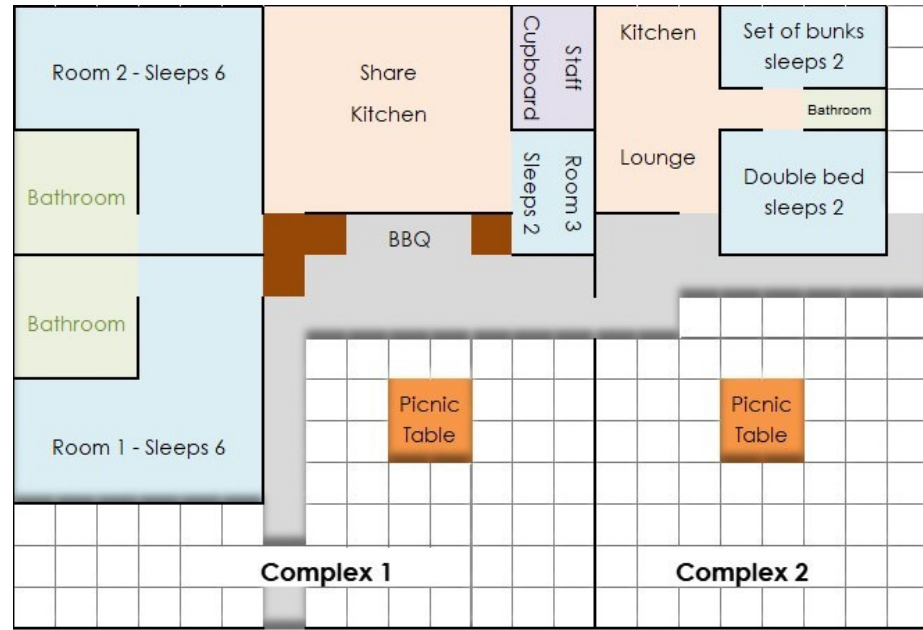 Room 2 - Sleeps 6
Bathroom
Bathroom
Room 1 - Sleeps 6
Share
Kitchen
BBQ
Staff
Cupboard
Room 3
Sleeps 2
Kitchen
Lounge
Set of bunks
sleeps 2
Bathroom
Double bed
sleeps 2
Picnic
Table
Picnic
Table
Complex 1
Complex 2